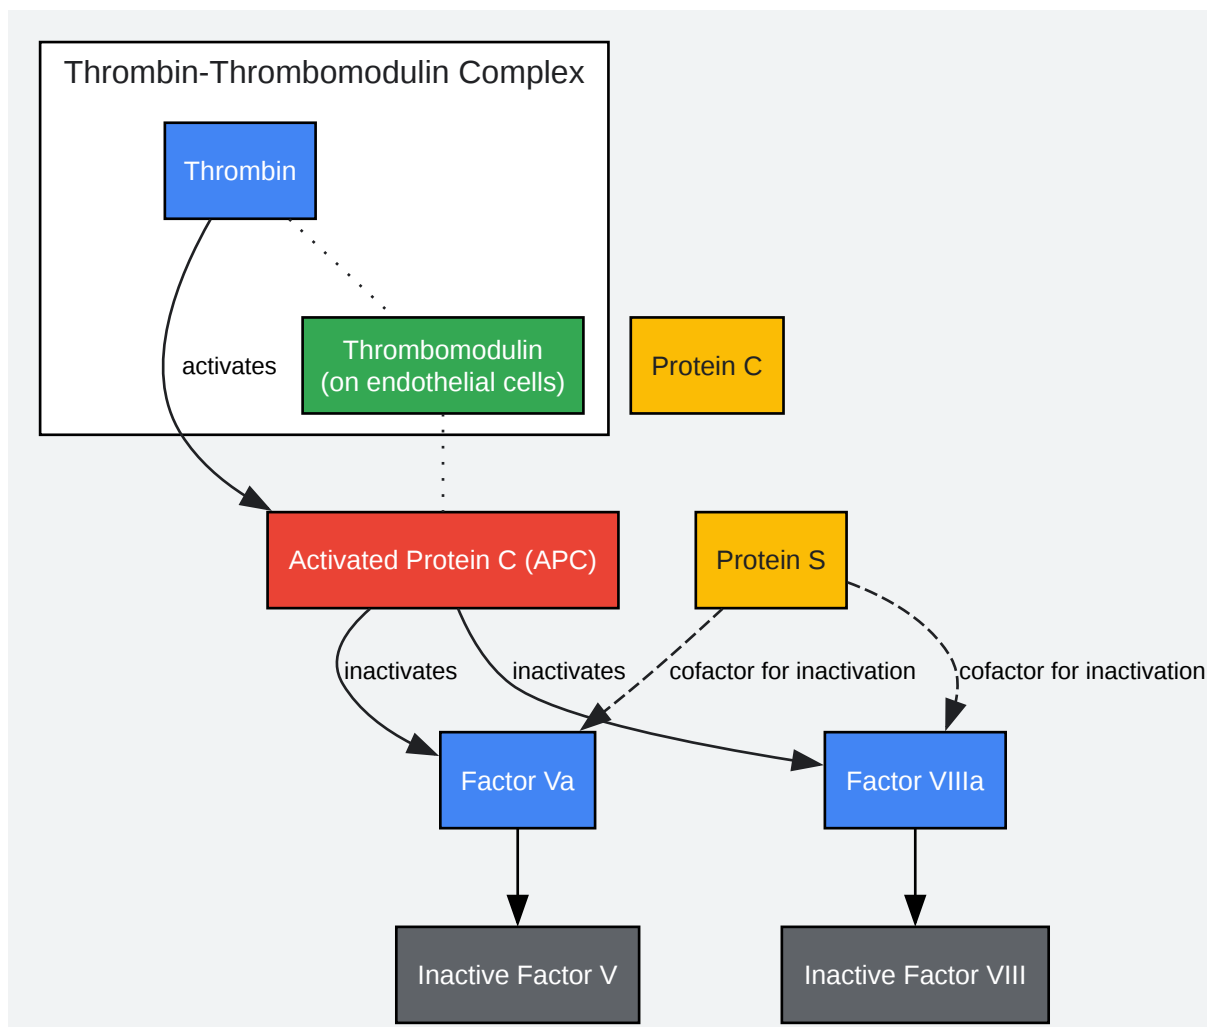 Thrombin-Thrombomodulin Complex
Thrombin
activates
Thrombomodulin
(on endothelial cells)
Protein C
Activated Protein C (APC)
Protein S
inactivates
inactivates
cofactor for inactivation
cofactor for inactivation
Factor Va
Factor VIIIa
Inactive Factor V
Inactive Factor VIII